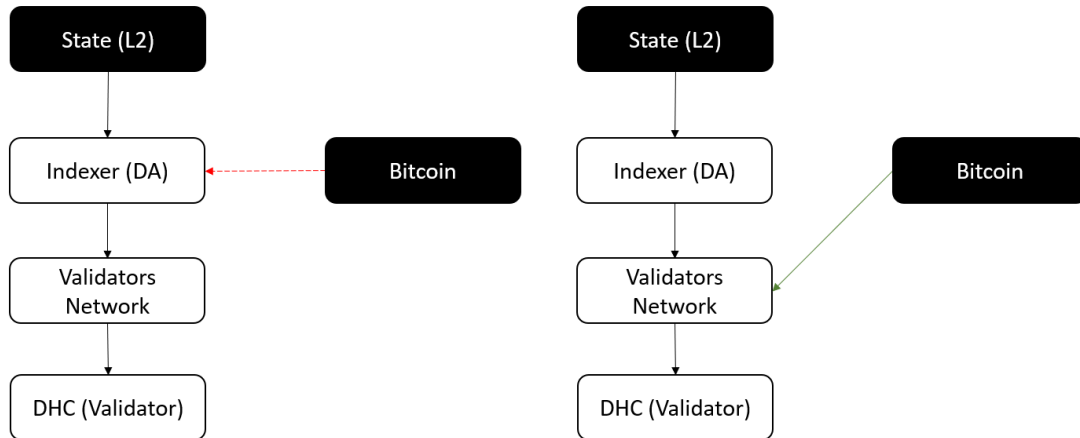 State (L2)
Indexer (DA)
Bitcoin
Validators
Network
DHC (Validator)
State (L2)
Indexer (DA)
Bitcoin
Validators
Network
DHC (Validator)